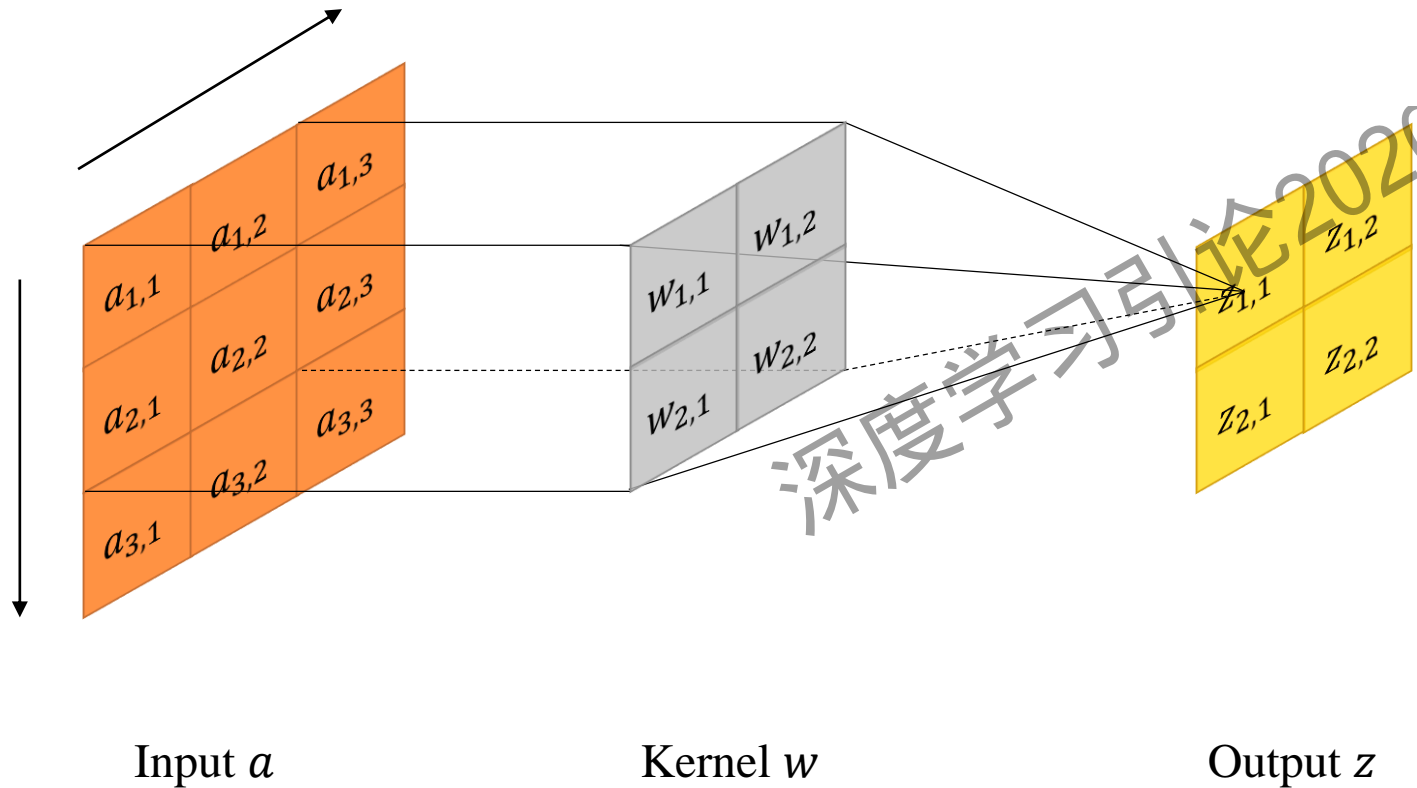 a1,1 a1,2 a1,3
a2,1 a2,2 a2,3
a3,1 a3,2 a3,3
w1,1 w1,2
w2,1 w2,2
z1,1 z1,2
z2,1 z2,2
深度学习引论202
Input a
Kernel w
Output z